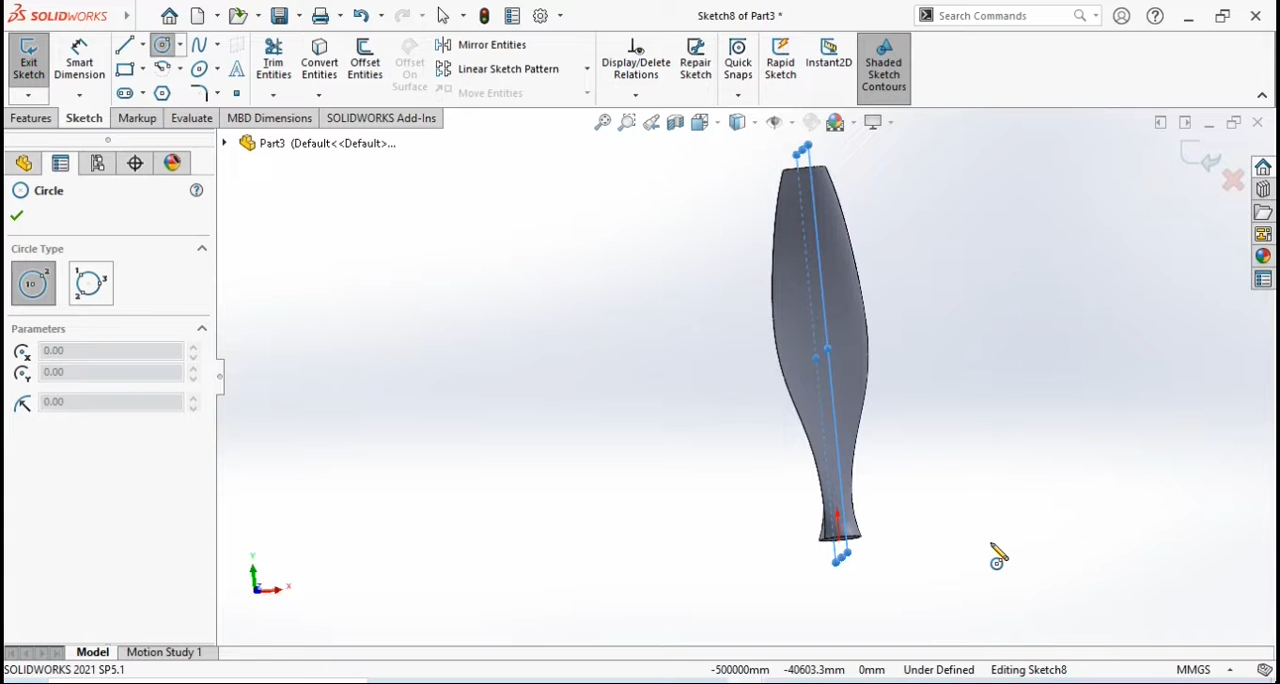 SOLIDWORKS
Sketch8 of Part3 *
Search Commands
Exit Sketch
Smart Dimension
Trim Entities
Convert Entities
Offset Entities
Offset On Surface
Mirror Entities
Linear Sketch Pattern
Move Entities
Display/Delete Relations
Repair Sketch
Quick Snaps
Rapid Sketch
Instant2D
Shaded Sketch Contours
Features
Sketch
Markup
Evaluate
MBD Dimensions
SOLIDWORKS Add-Ins
Part3 (Default<<Default>...
Circle
Circle Type
Parameters
0.00
0.00
0.00
Y
X
Model
Motion Study 1
SOLIDWORKS 2021 SP5.1
-500000mm
-40603.3mm
0mm
Under Defined
Editing Sketch8
MMGS